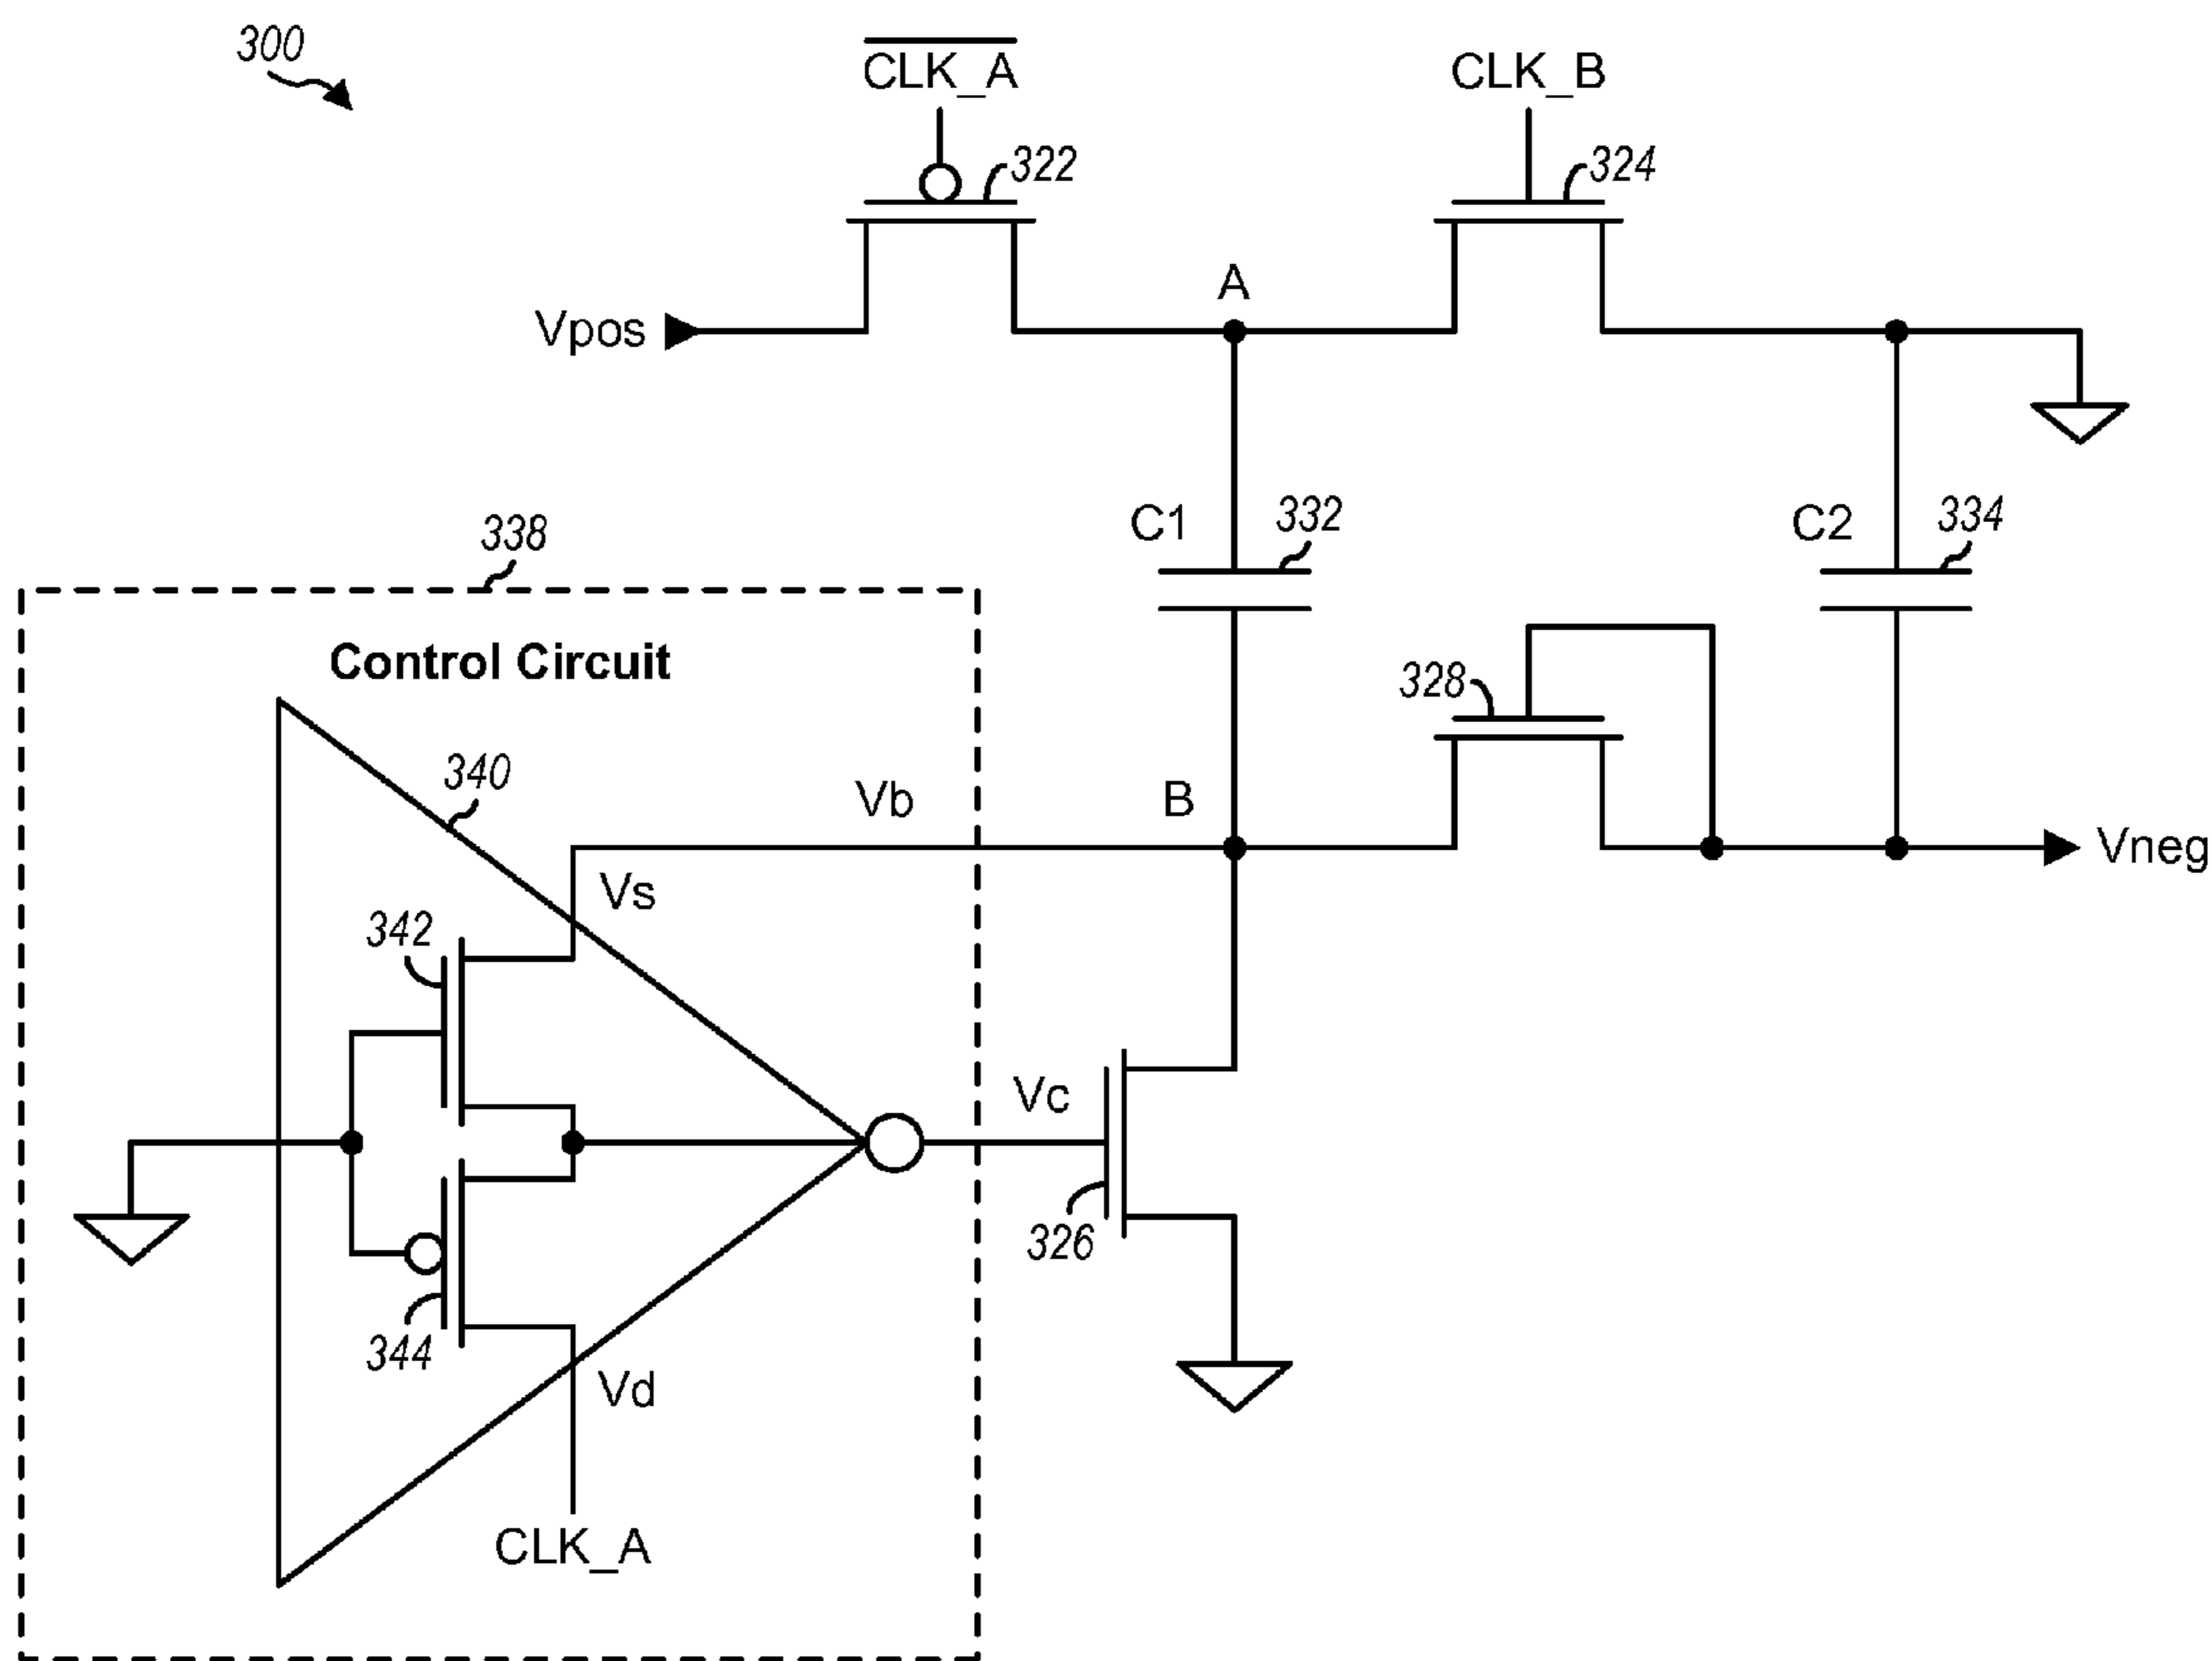 300
C̅L̅K̅_̅A̅
CLK_B
322
324
A
Vpos
C1
332
C2
334
338
Control Circuit
328
340
Vb
B
Vneg
Vs
342
Vc
326
344
Vd
CLK_A